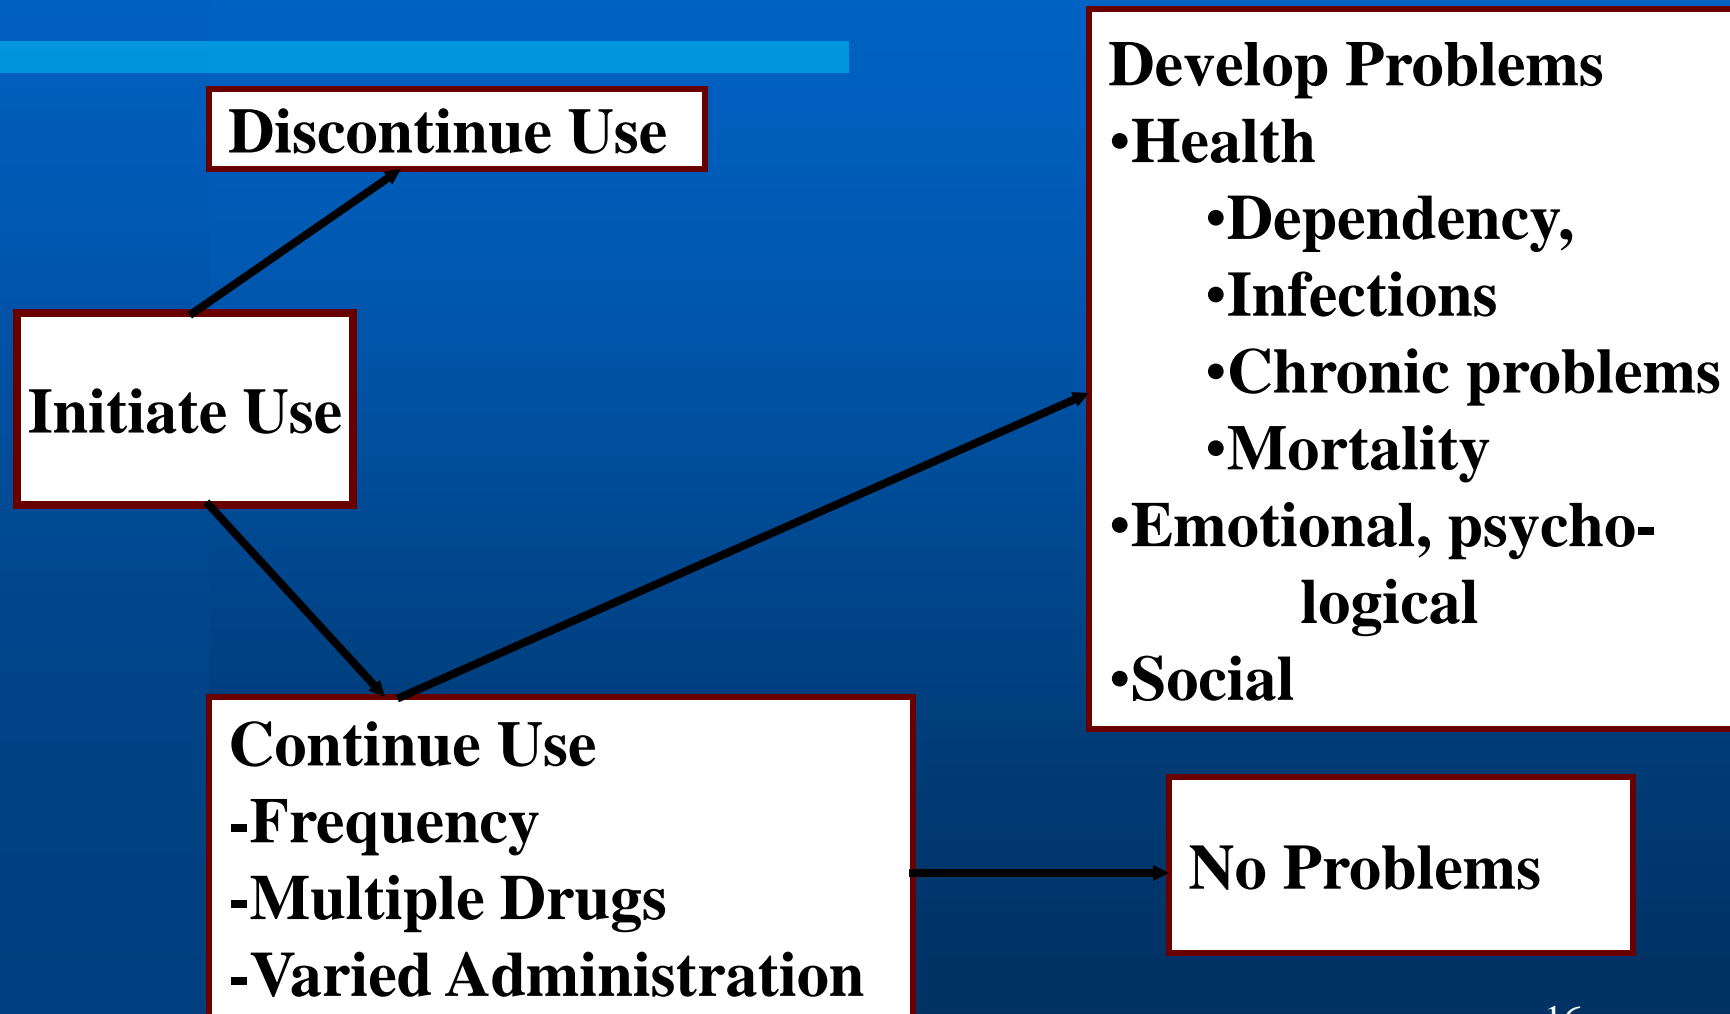 Discontinue Use
Initiate Use
Continue Use
-Frequency
-Multiple Drugs
-Varied Administration
Develop Problems
•Health
•Dependency,
•Infections
•Chronic problems
•Mortality
•Emotional, psycho-
logical
•Social
No Problems
16